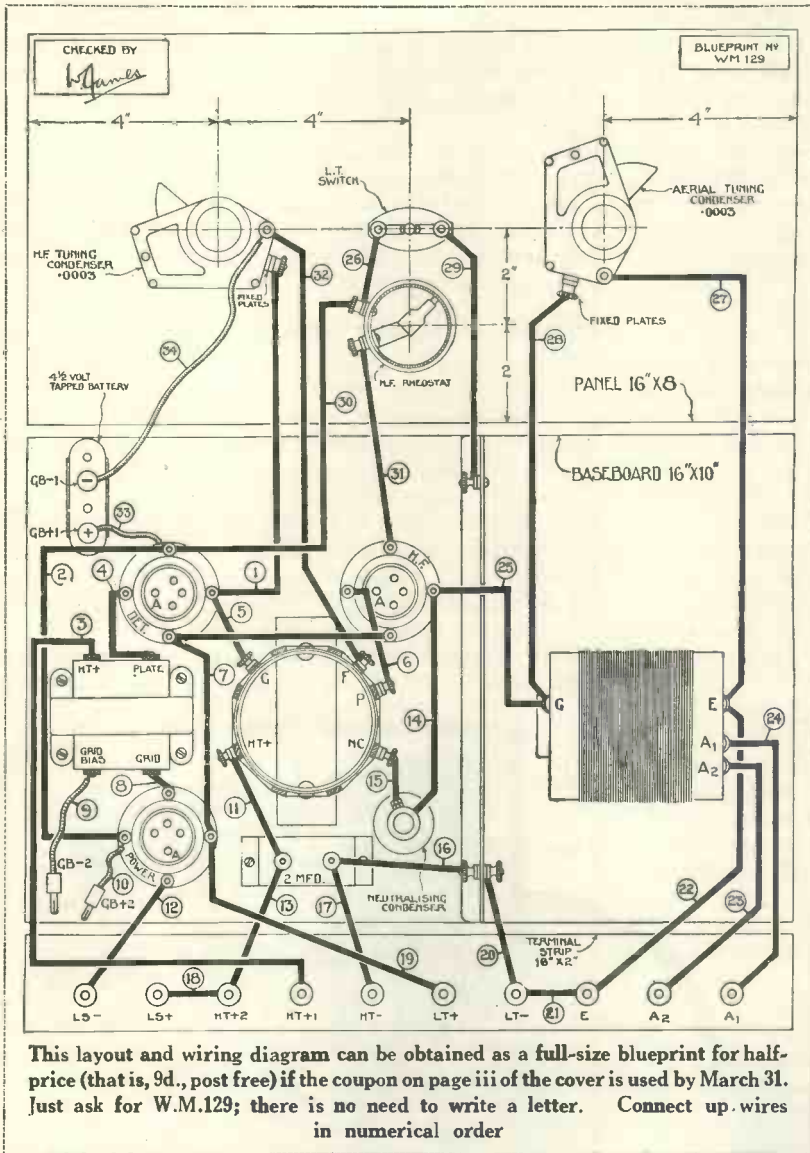 CHECKED BY
W. James
BLUEPRINT NO
WM 129
4"
4"
4"
L.T.
SWITCH
AERIAL TUNING
CONDENSER
.0003
H.F. TUNING
CONDENSER
.0003
FIXED
PLATES
26
32
29
2"
27
FIXED PLATES
28
34
4½ VOLT
TAPPED BATTERY
H.F. RHEOSTAT
2
PANEL 16"X8
30
31
BASEBOARD 16"X10"
GB-1
-
GB+1
+
33
2
4
1
H.F.
25
A
A
5
DET.
3
6
7
HT+
PLATE
G
F
P
14
G
E
24
A1
A2
HT+
NC
GRID
BIAS
GRID
8
15
9
11
A
16
GB-2
10
POWER
2 MFD.
22
GB+2
12
13
17
NEUTRALISING
CONDENSER
23
TERMINAL
STRIP
16"X2"
19
20
18
21
LS-
LS+
HT+2
HT+1
HT-
LT+
LT-
E
A2
A1
This layout and wiring diagram can be obtained as a full-size blueprint for half-
price (that is, 9d., post free) if the coupon on page iii of the cover is used by March 31.
Just ask for W.M.129; there is no need to write a letter. Connect up wires
in numerical order